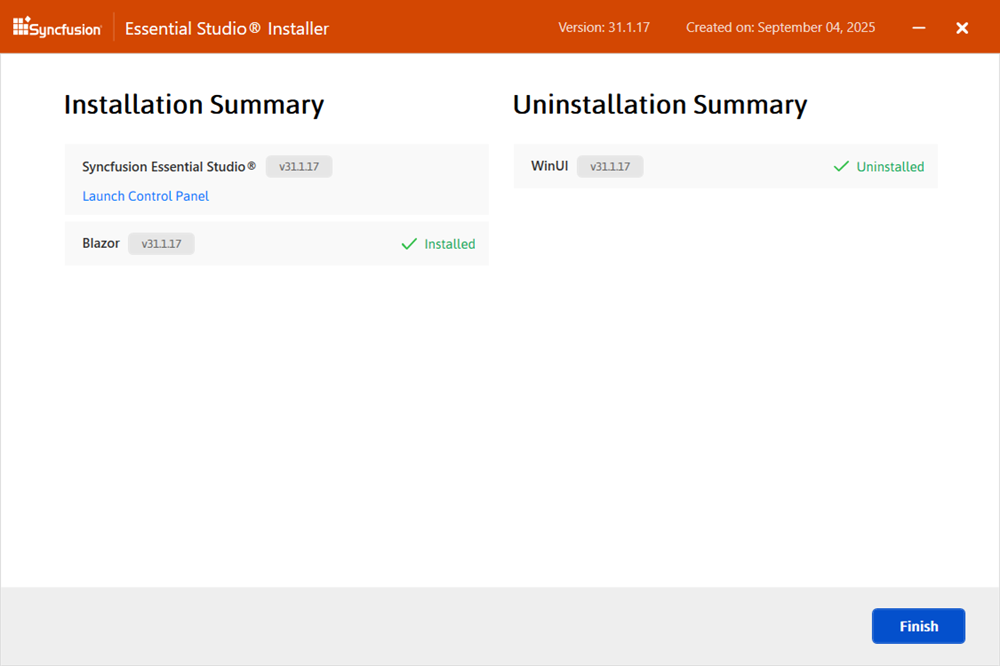 Syncfusion
Essential Studio® Installer
Version: 31.1.17
Created on: September 04, 2025
Installation Summary
Syncfusion Essential Studio® v31.1.17
Launch Control Panel
Blazor v31.1.17 Installed
Uninstallation Summary
WinUI v31.1.17 Uninstalled
Finish